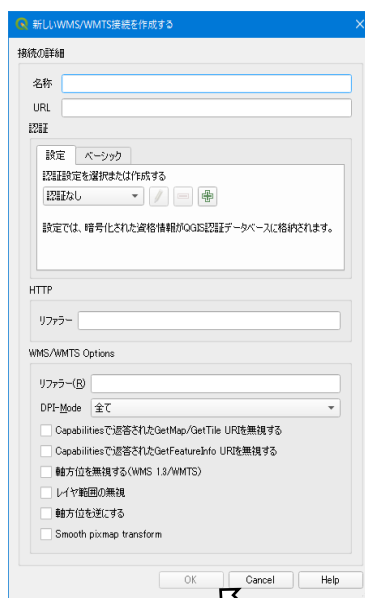 新しいWMS/WMTS接続を作成する
接続の詳細
名称
URL
認証
設定 ベーシック
認証設定を選択または作成する
認証なし
設定では、暗号化された資格情報がQGIS認証データベースに格納されます。
HTTP
リファラー
WMS/WMTS Options
リファラー(R)
DPI-Mode 全て
Capabilitiesで返答されたGetMap/GetTile URIを無視する
Capabilitiesで返答されたGetFeatureInfo URIを無視する
軸方位を無視する(WMS 1.3/WMTS)
レイヤ範囲の無視
軸方位を逆にする
Smooth pixmap transform
OK Cancel Help